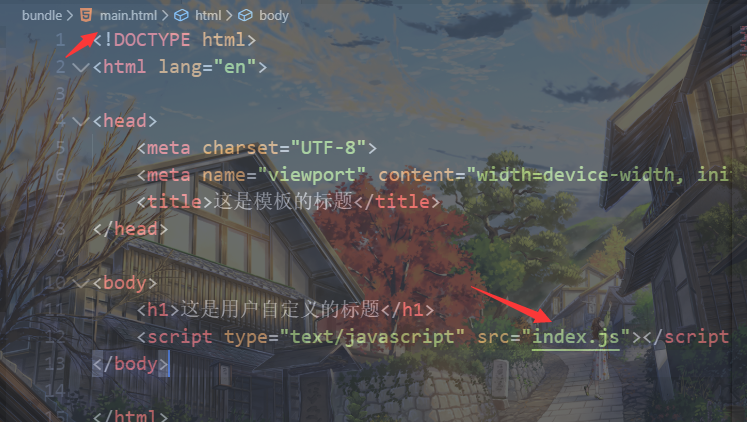 bundle > main.html > html > body
1 <!DOCTYPE html>
2 <html lang="en">
3
4 <head>
5 <meta charset="UTF-8">
6 <meta name="viewport" content="width=device-width, ini
7 <title>这是模板的标题</title>
8 </head>
9
10 <body>
11 <h1>这是用户自定义的标题</h1>
12 <script type="text/javascript" src="index.js"></script
13 </body>
14
15 </html>